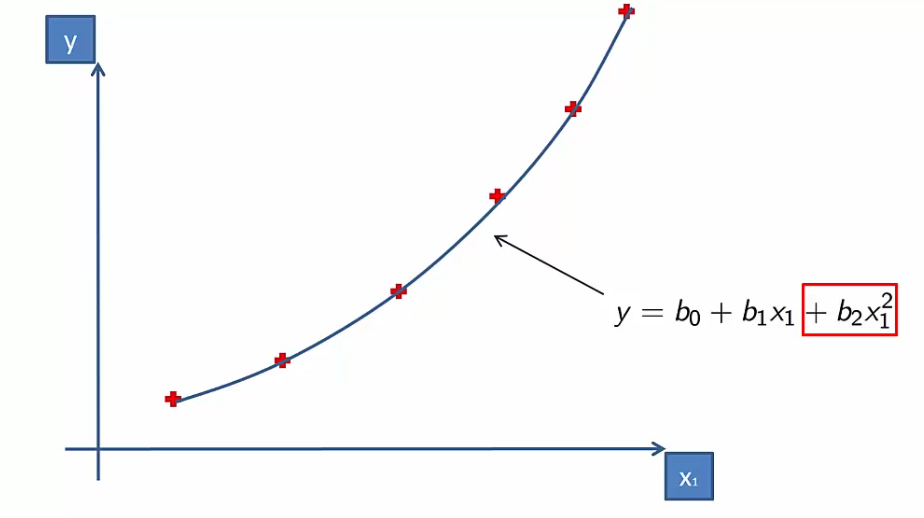 y
y = b₀ + b₁x₁ + b₂x₁²
x₁